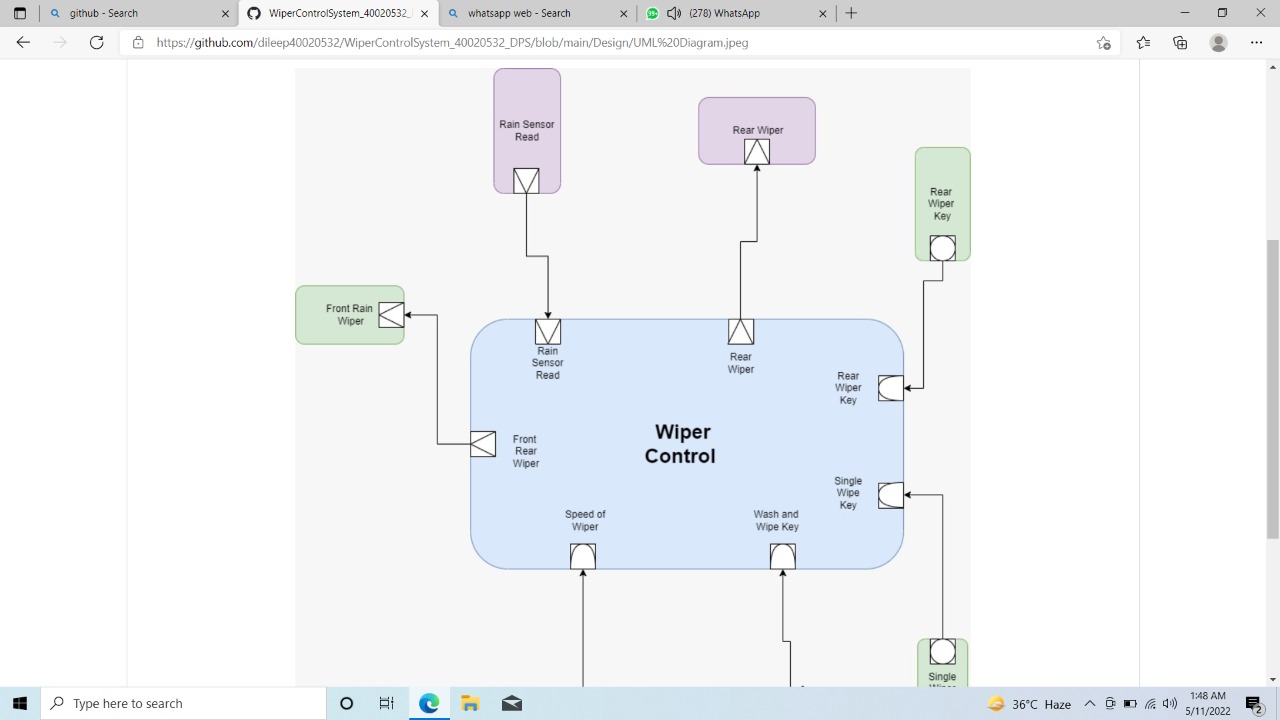 github - Search
WiperControlSystem_40020532_
whatsapp web - Search
99+
(278) WhatsApp
https://github.com/dileep40020532/WiperControlSystem_40020532_DPS/blob/main/Design/UML%20Diagram.jpeg
Rain Sensor
Read
Rear Wiper
Rear
Wiper
Key
Front Rain
Wiper
Rain
Sensor
Read
Rear
Wiper
Rear
Wiper
Key
Wiper
Control
Front
Rear
Wiper
Single
Wipe
Key
Speed of
Wiper
Wash and
Wipe Key
Single
Type here to search
36°C Haze
1:48 AM
5/11/2022
2